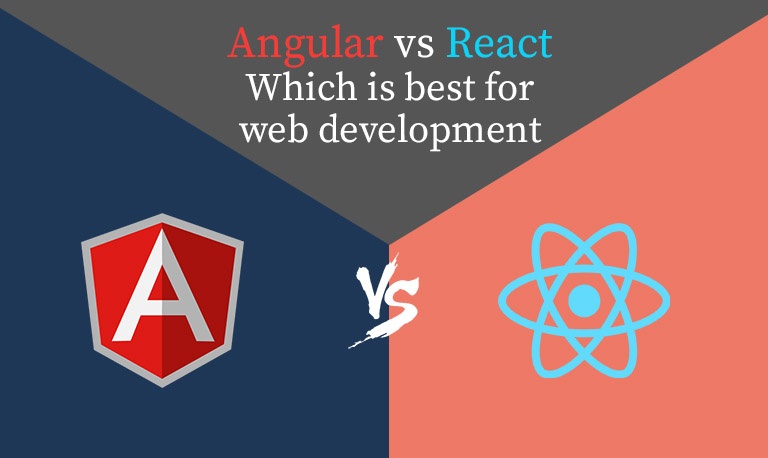 Angular vs React
Which is best for
web development
A
VS